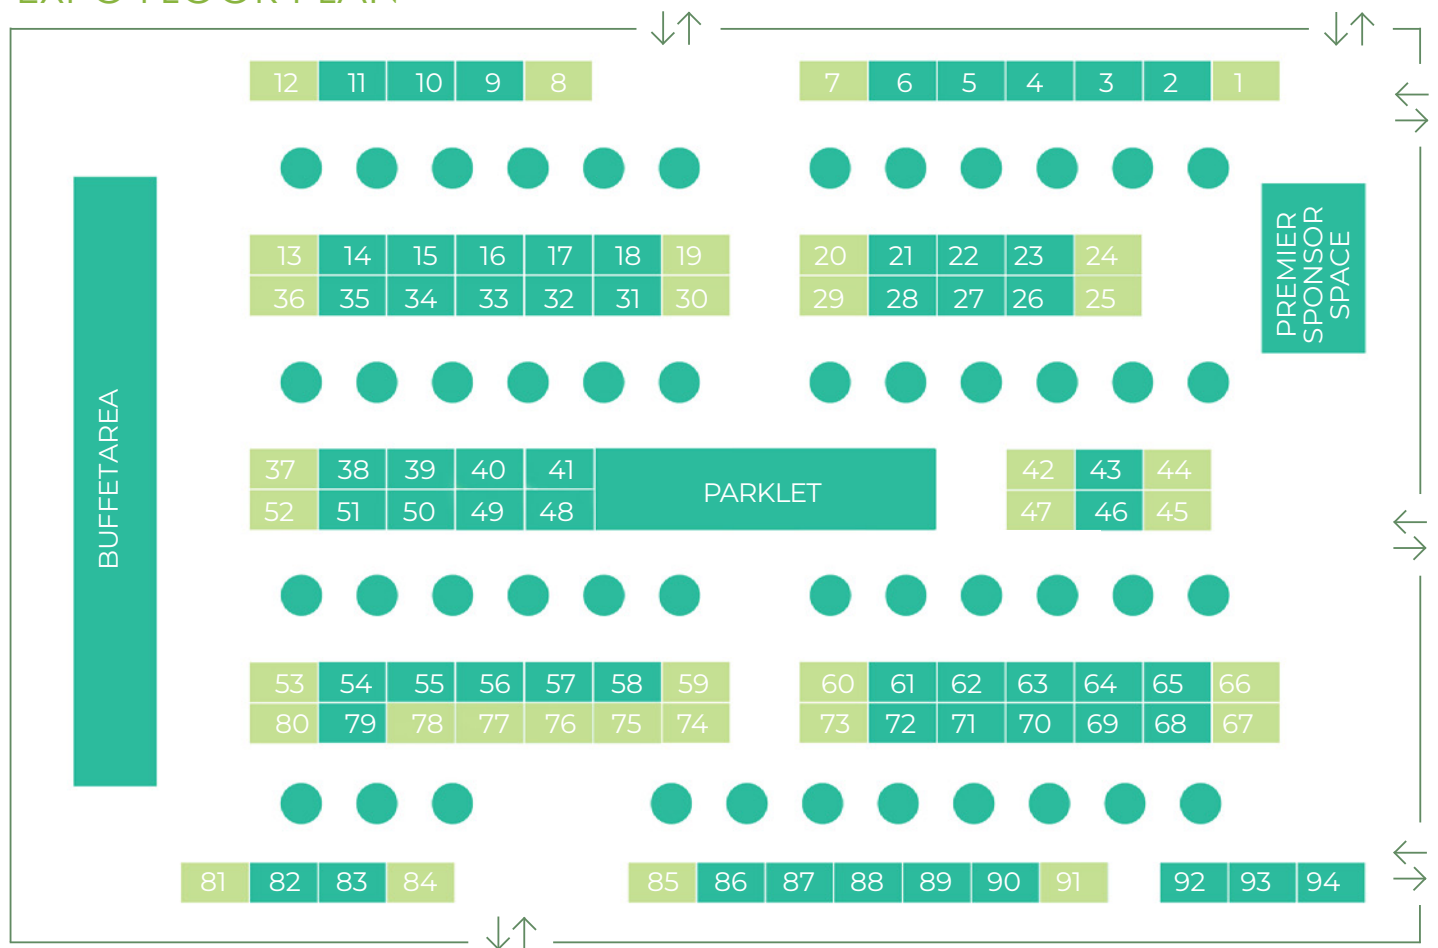 EXPO FLOOR PLAN
12 11 10 9 8 7 6 5 4 3 2 1
13 14 15 16 17 18 19 20 21 22 23 24
36 35 34 33 32 31 30 29 28 27 26 25
PREMIER
SPONSOR
SPACE
BUFFETAREA
37 38 39 40 41 42 43 44
PARKLET
52 51 50 49 48 47 46 45
53 54 55 56 57 58 59 60 61 62 63 64 65 66
80 79 78 77 76 75 74 73 72 71 70 69 68 67
81 82 83 84 85 86 87 88 89 90 91 92 93 94